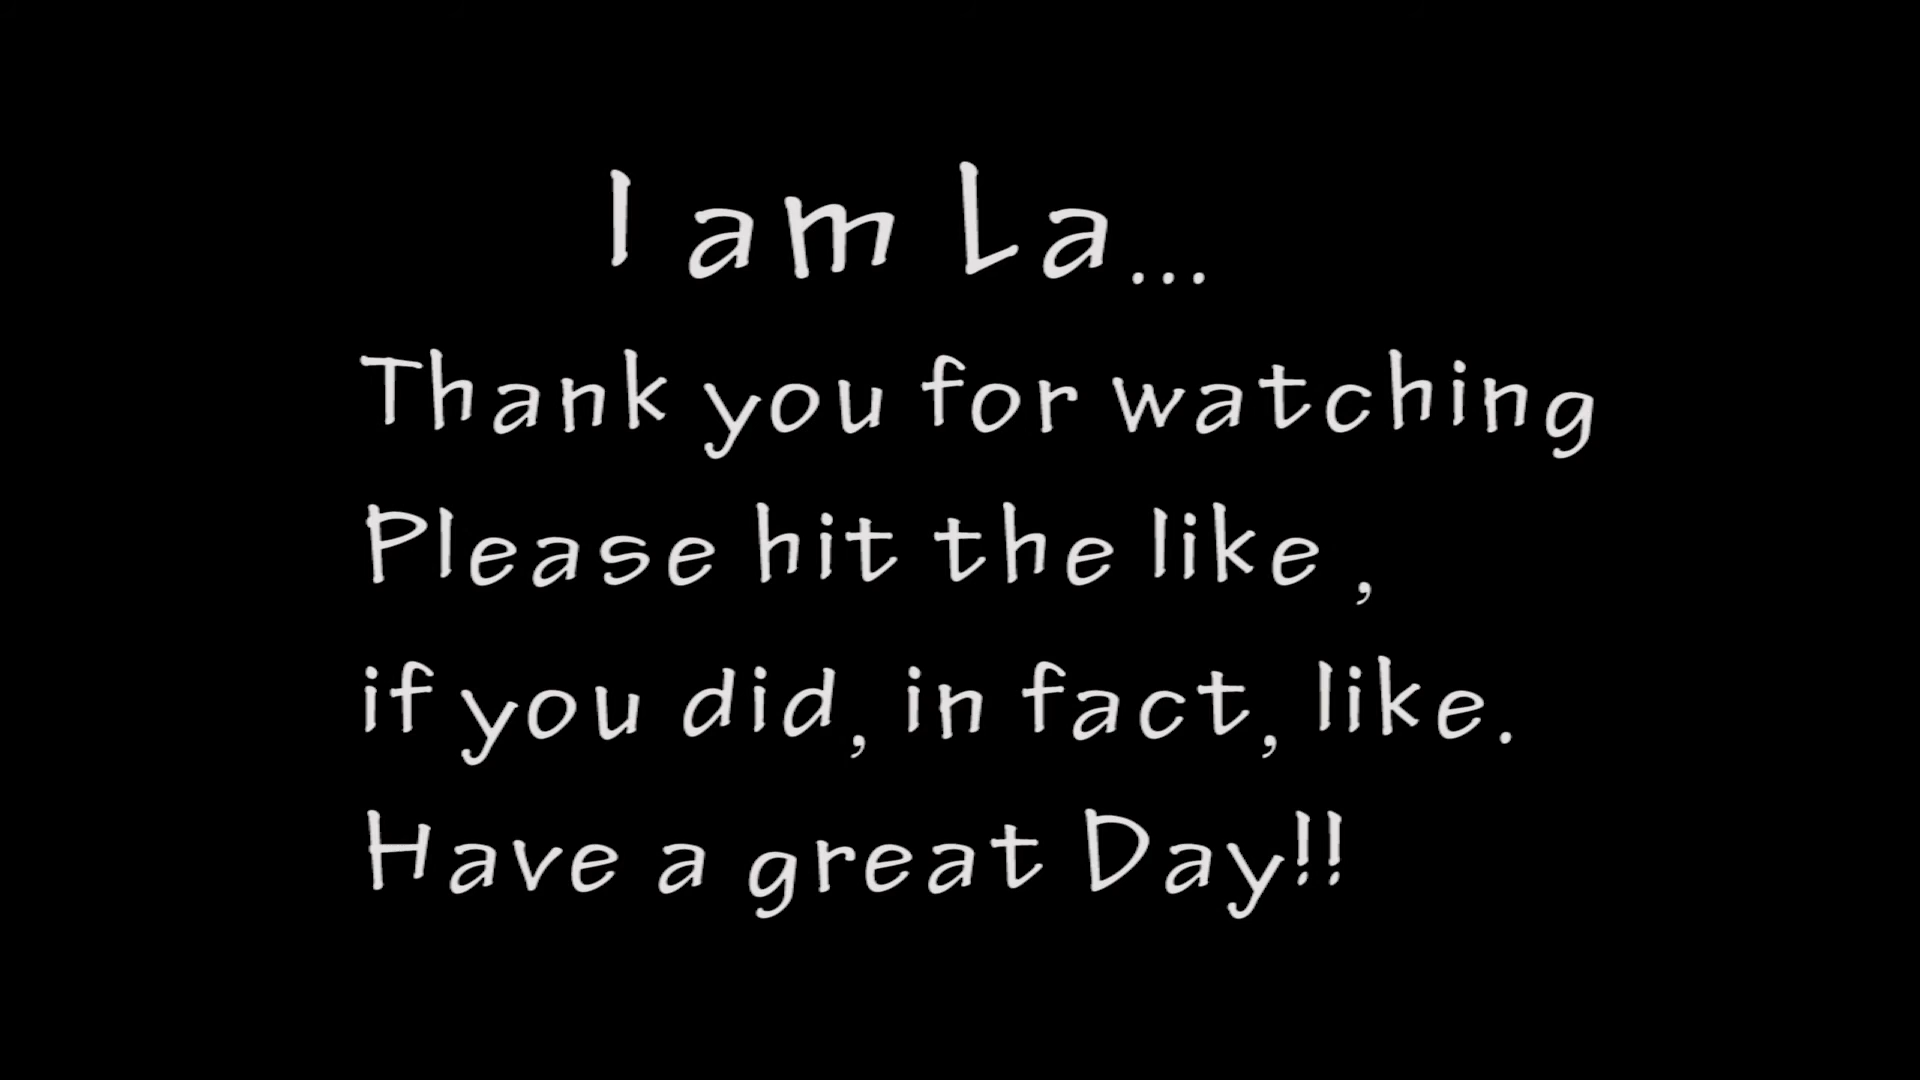 I am La...
Thank you for watching
Please hit the like ,
if you did, in fact, like.
Have a great Day!!